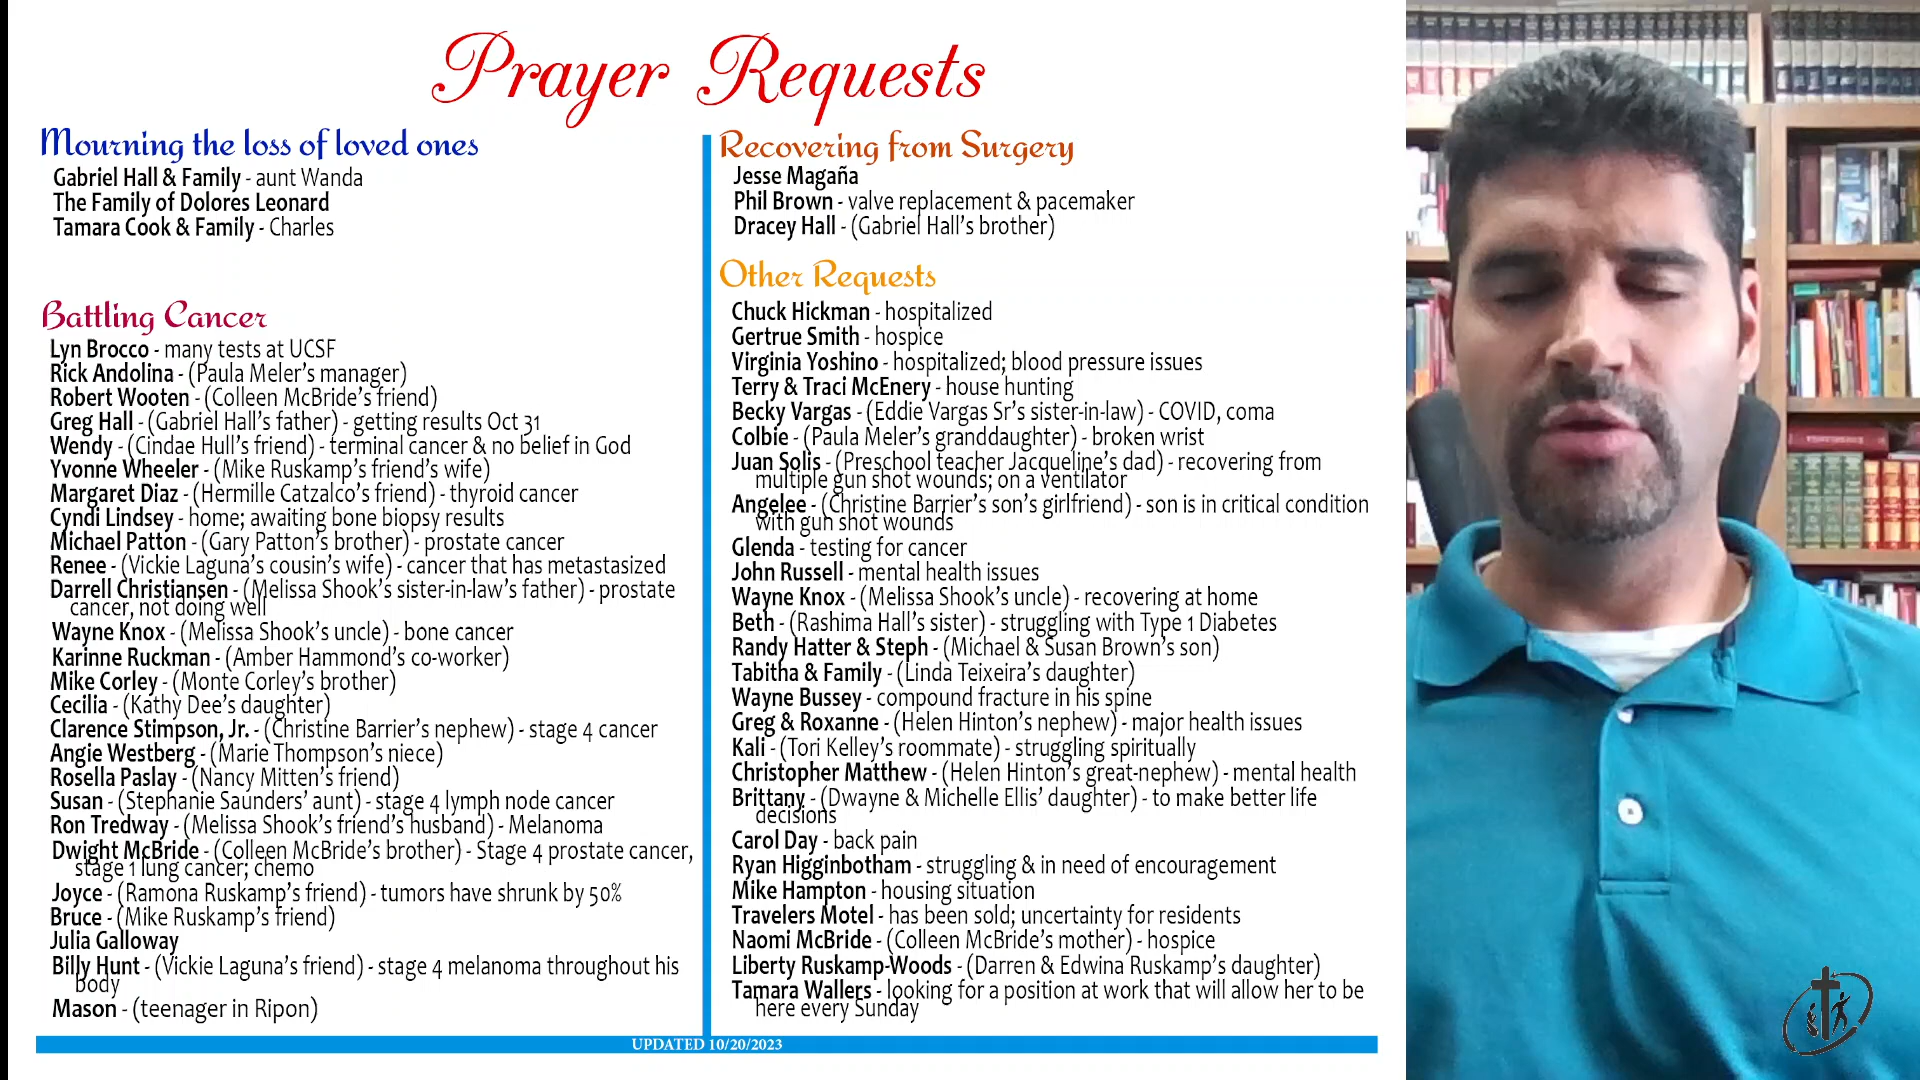 Prayer Requests
Mourning the loss of loved ones
Gabriel Hall & Family - aunt Wanda
The Family of Dolores Leonard
Tamara Cook & Family - Charles
Battling Cancer
Lyn Brocco - many tests at UCSF
Rick Andolina - (Paula Meler's manager)
Robert Wooten - (Colleen McBride's friend)
Greg Hall - (Gabriel Hall's father) - getting results Oct 31
Wendy - (Cindae Hull's friend) - terminal cancer & no belief in God
Yvonne Wheeler - (Mike Ruskamp's friend's wife)
Margaret Diaz - (Hermille Catzalco's friend) - thyroid cancer
Cyndi Lindsey - home; awaiting bone biopsy results
Michael Patton - (Gary Patton's brother) - prostate cancer
Renee - (Vickie Laguna's cousin's wife) - cancer that has metastasized
Darrell Christiansen - (Melissa Shook's sister-in-law's father) - prostate
cancer, not doing well
Wayne Knox - (Melissa Shook's uncle) - bone cancer
Karinne Ruckman - (Amber Hammond's co-worker)
Mike Corley - (Monte Corley's brother)
Cecilia - (Kathy Dee's daughter)
Clarence Stimpson, Jr. - (Christine Barrier's nephew) - stage 4 cancer
Angie Westberg - (Marie Thompson's niece)
Rosella Paslay - (Nancy Mitten's friend)
Susan - (Stephanie Saunders' aunt) - stage 4 lymph node cancer
Ron Tredway - (Melissa Shook's friend's husband) - Melanoma
Dwight McBride - (Colleen McBride's brother) - Stage 4 prostate cancer,
stage 1 lung cancer; chemo
Joyce - (Ramona Ruskamp's friend) - tumors have shrunk by 50%
Bruce - (Mike Ruskamp's friend)
Julia Galloway
Billy Hunt - (Vickie Laguna's friend) - stage 4 melanoma throughout his
body
Mason - (teenager in Ripon)
Recovering from Surgery
Jesse Magaña
Phil Brown - valve replacement & pacemaker
Dracey Hall - (Gabriel Hall's brother)
Other Requests
Chuck Hickman - hospitalized
Gertrue Smith - hospice
Virginia Yoshino - hospitalized; blood pressure issues
Terry & Traci McEnery - house hunting
Becky Vargas - (Eddie Vargas Sr's sister-in-law) - COVID, coma
Colbie - (Paula Meler's granddaughter) - broken wrist
Juan Solis - (Preschool teacher Jacqueline's dad) - recovering from
multiple gun shot wounds; on a ventilator
Angelee - (Christine Barrier's son's girlfriend) - son is in critical condition
with gun shot wounds
Glenda - testing for cancer
John Russell - mental health issues
Wayne Knox - (Melissa Shook's uncle) - recovering at home
Beth - (Rashima Hall's sister) - struggling with Type 1 Diabetes
Randy Hatter & Steph - (Michael & Susan Brown's son)
Tabitha & Family - (Linda Teixeira's daughter)
Wayne Bussey - compound fracture in his spine
Greg & Roxanne - (Helen Hinton's nephew) - major health issues
Kali - (Tori Kelley's roommate) - struggling spiritually
Christopher Matthew - (Helen Hinton's great-nephew) - mental health
Brittany - (Dwayne & Michelle Ellis' daughter) - to make better life
decisions
Carol Day - back pain
Ryan Higginbotham - struggling & in need of encouragement
Mike Hampton - housing situation
Travelers Motel - has been sold; uncertainty for residents
Naomi McBride - (Colleen McBride's mother) - hospice
Liberty Ruskamp-Woods - (Darren & Edwina Ruskamp's daughter)
Tamara Wallers - looking for a position at work that will allow her to be
here every Sunday
UPDATED 10/20/2023